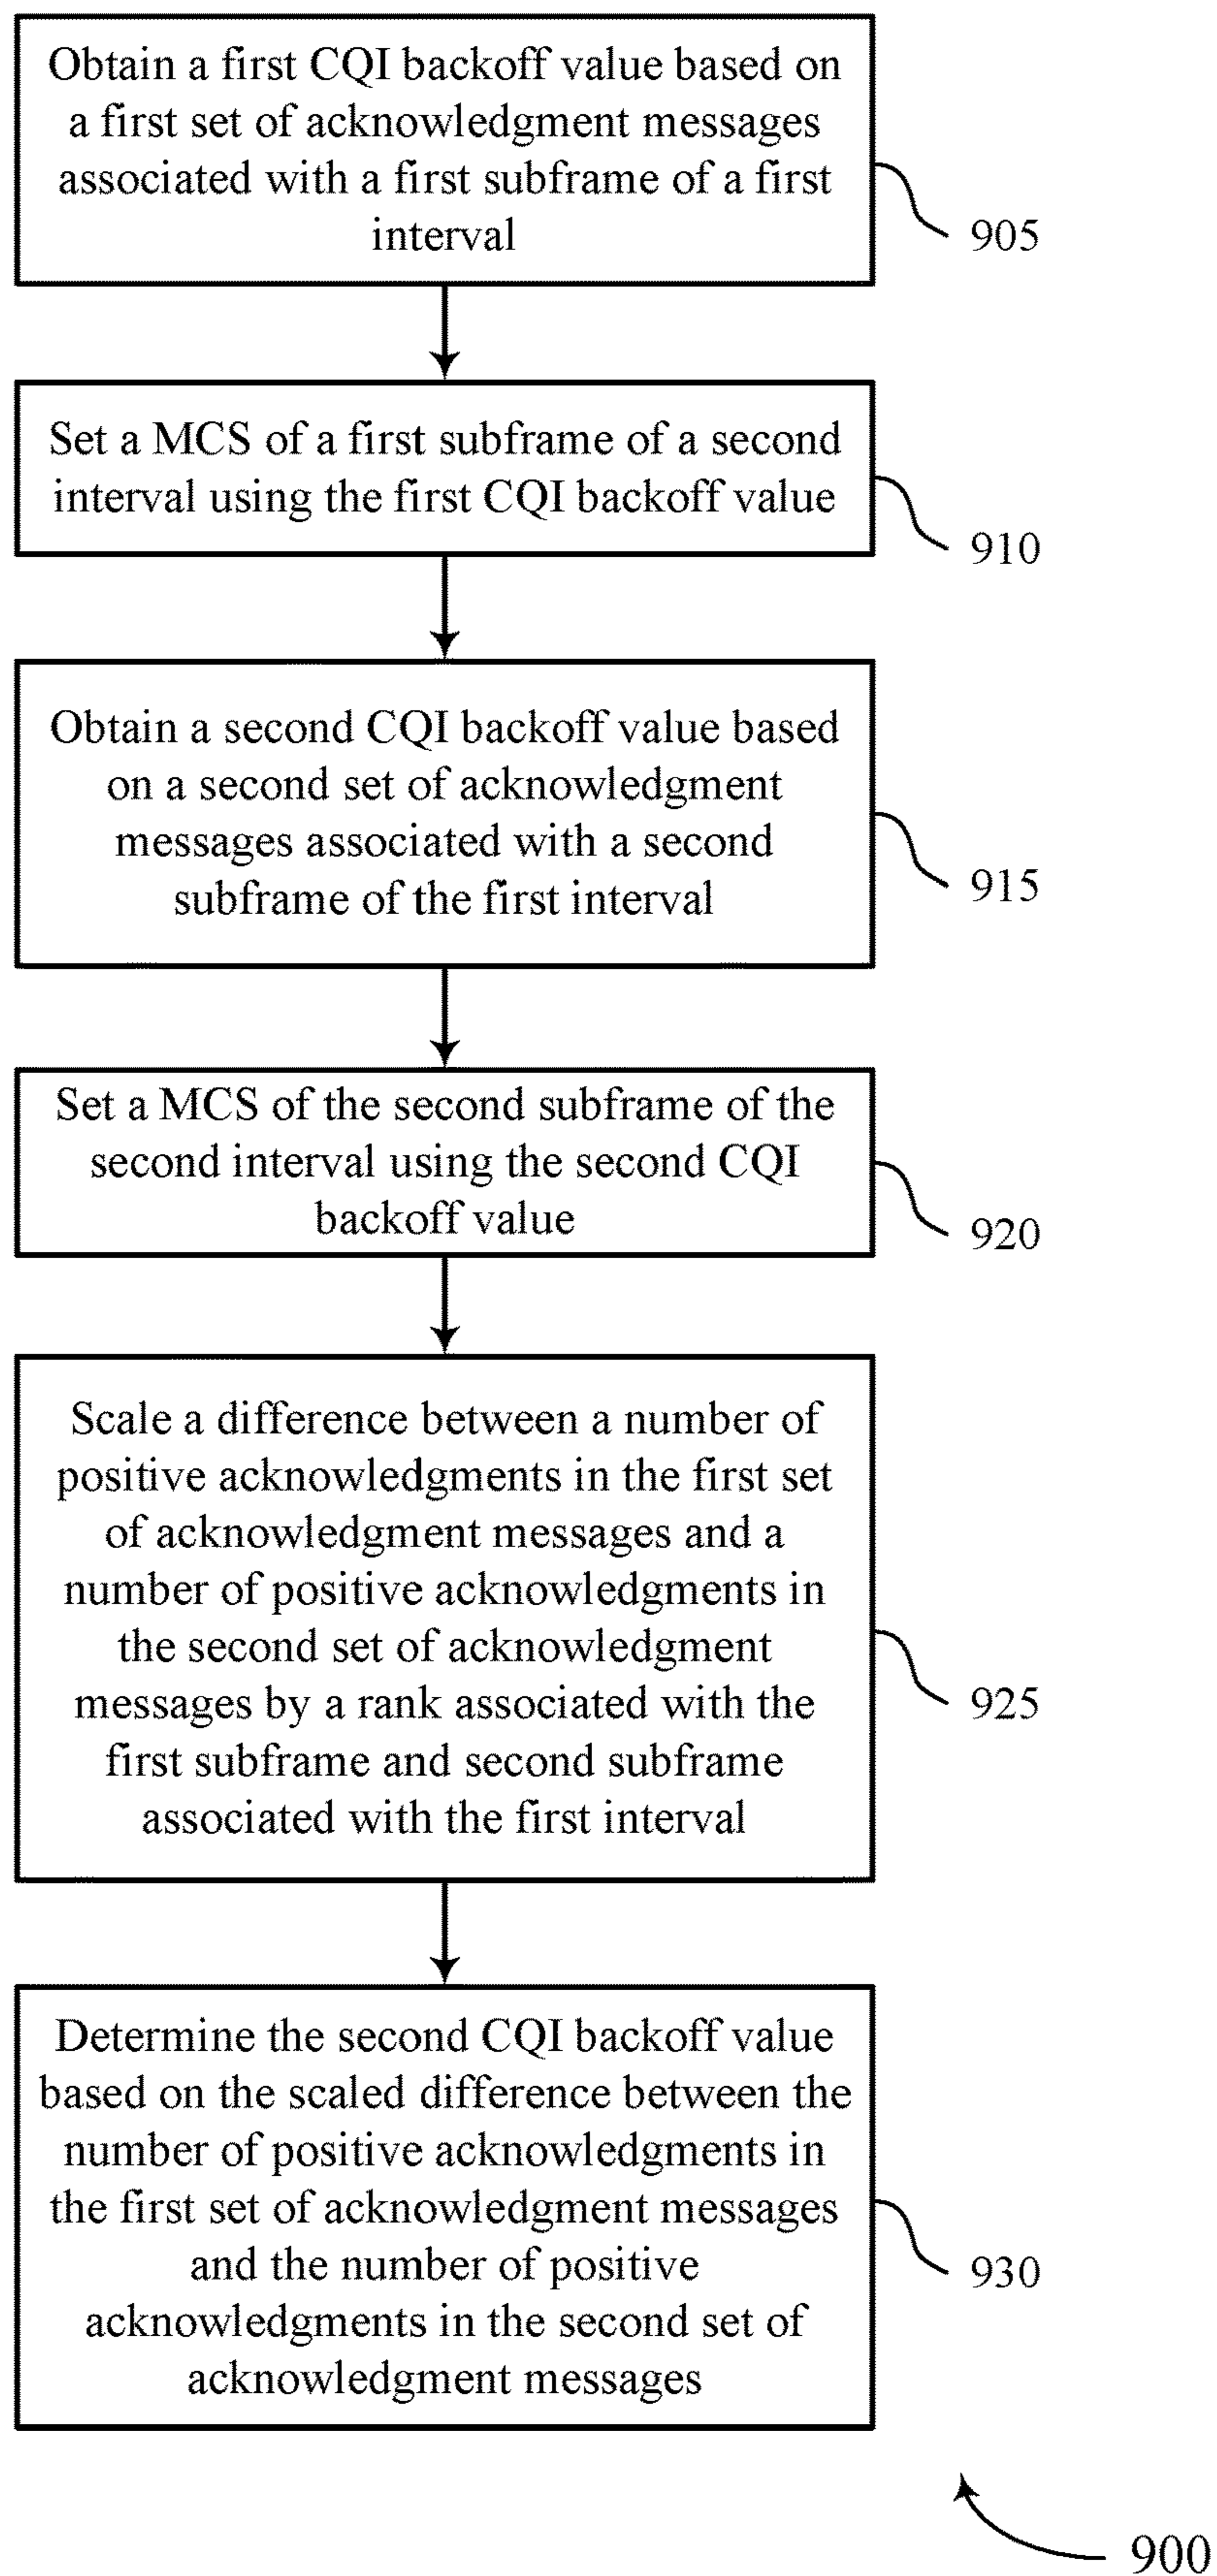 Obtain a first CQI backoff value based on
a first set of acknowledgment messages
associated with a first subframe of a first
interval
905
Set a MCS of a first subframe of a second
interval using the first CQI backoff value
910
Obtain a second CQI backoff value based
on a second set of acknowledgment
messages associated with a second
subframe of the first interval
915
Set a MCS of the second subframe of the
second interval using the second CQI
backoff value
920
Scale a difference between a number of
positive acknowledgments in the first set
of acknowledgment messages and a
number of positive acknowledgments in
the second set of acknowledgment
messages by a rank associated with the
first subframe and second subframe
associated with the first interval
925
Determine the second CQI backoff value
based on the scaled difference between the
number of positive acknowledgments in
the first set of acknowledgment messages
and the number of positive
acknowledgments in the second set of
acknowledgment messages
930
900